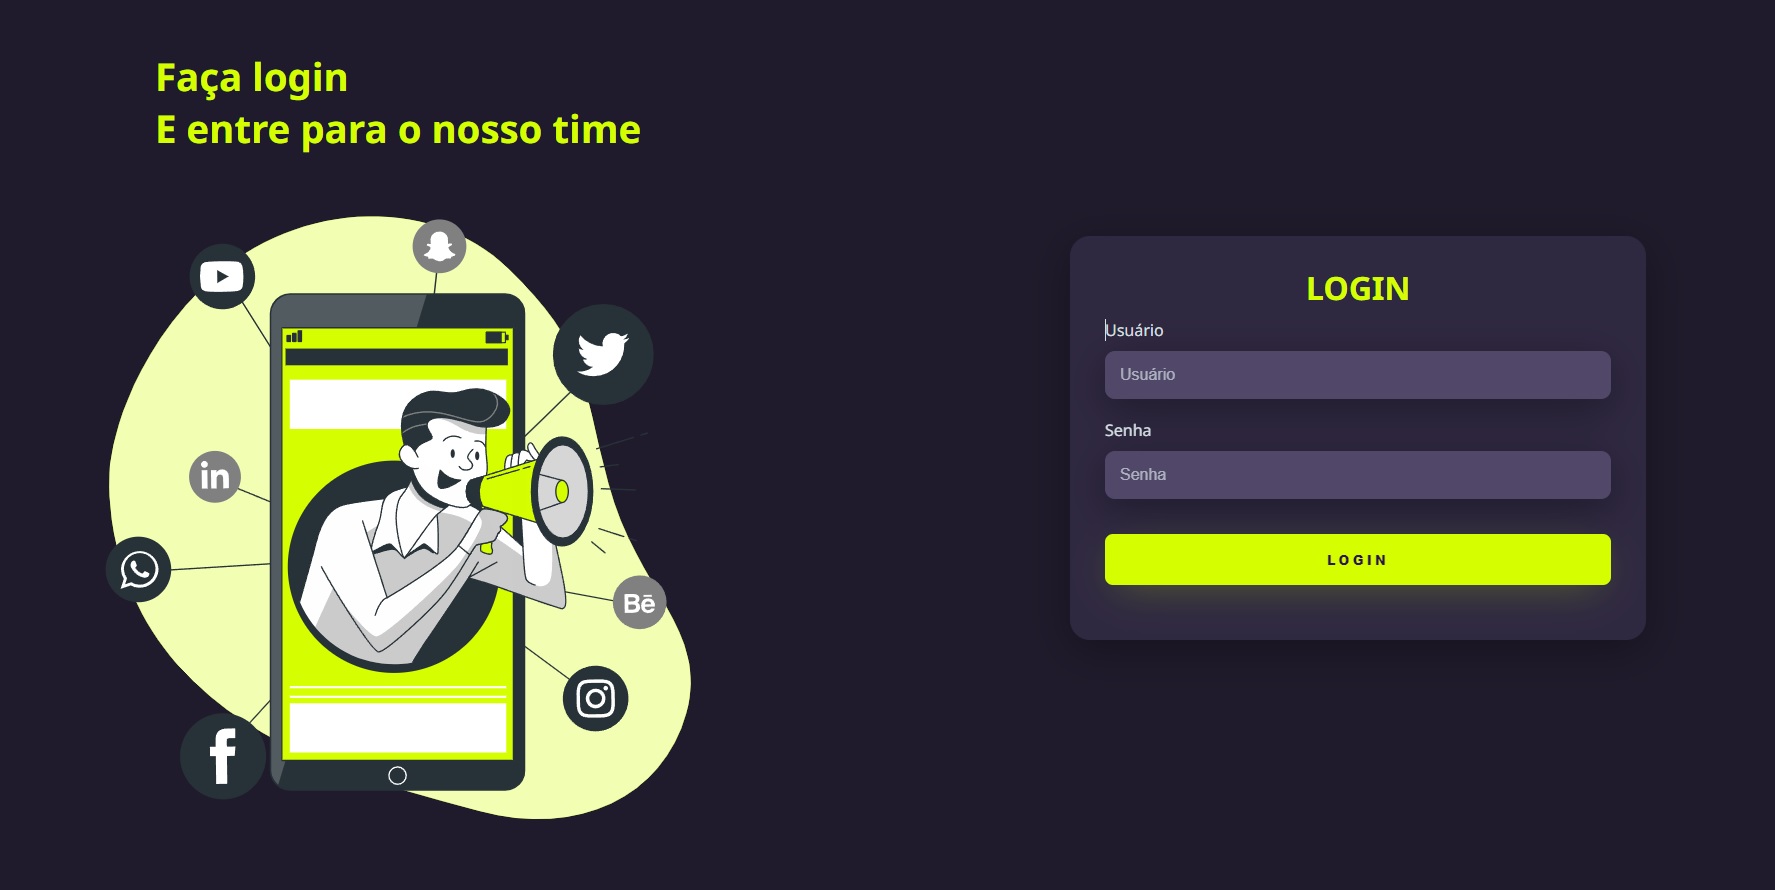 Faça login
E entre para o nosso time
in
Bē
f
LOGIN
Usuário
Usuário
Senha
Senha
LOGIN